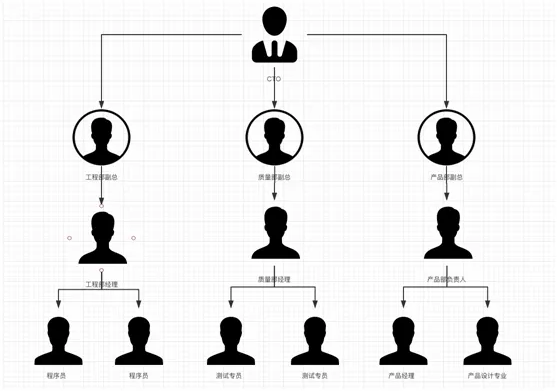 CTO
工程部副总
质量部副总
产品部副总
工程部经理
质量部经理
产品部负责人
程序员
程序员
测试专员
测试专员
产品经理
产品设计专业